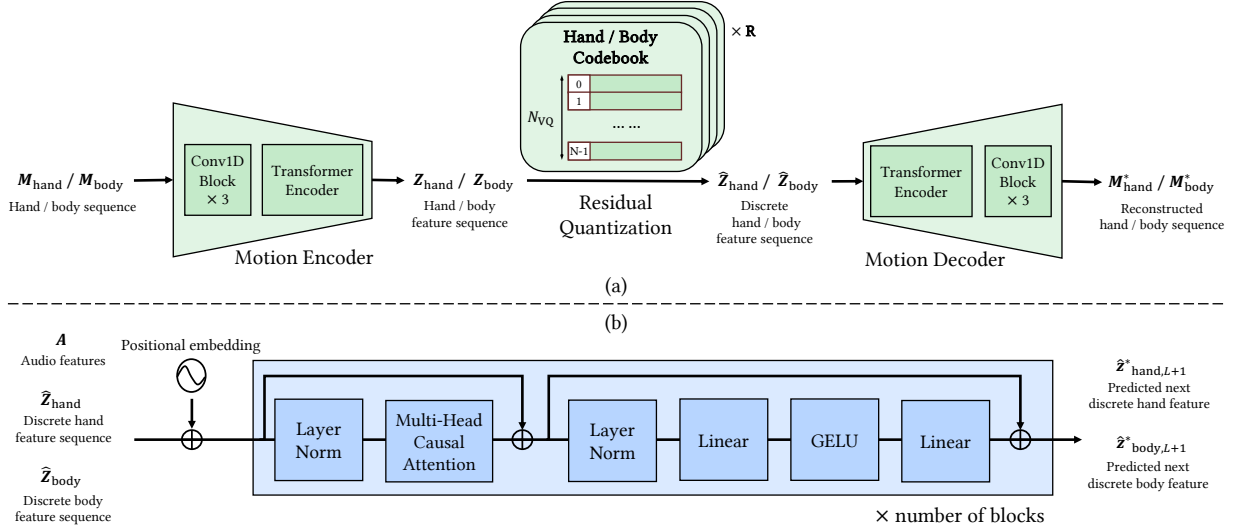 Hand / Body
Codebook
× R
N_VQ
0
1
... ...
N-1
M_hand / M_body
Hand / body sequence
Conv1D
Block
× 3
Transformer
Encoder
Motion Encoder
Z_hand / Z_body
Hand / body
feature sequence
Residual
Quantization
Ẑ_hand / Ẑ_body
Discrete
hand / body
feature sequence
Transformer
Encoder
Conv1D
Block
× 3
Motion Decoder
M*_hand / M*_body
Reconstructed
hand / body sequence
(a)
(b)
A
Audio features
Positional embedding
Ẑ_hand
Discrete hand
feature sequence
Ẑ_body
Discrete body
feature sequence
Layer
Norm
Multi-Head
Causal
Attention
Layer
Norm
Linear
GELU
Linear
× number of blocks
ẑ*_hand,L+1
Predicted next
discrete hand feature
ẑ*_body,L+1
Predicted next
discrete body feature